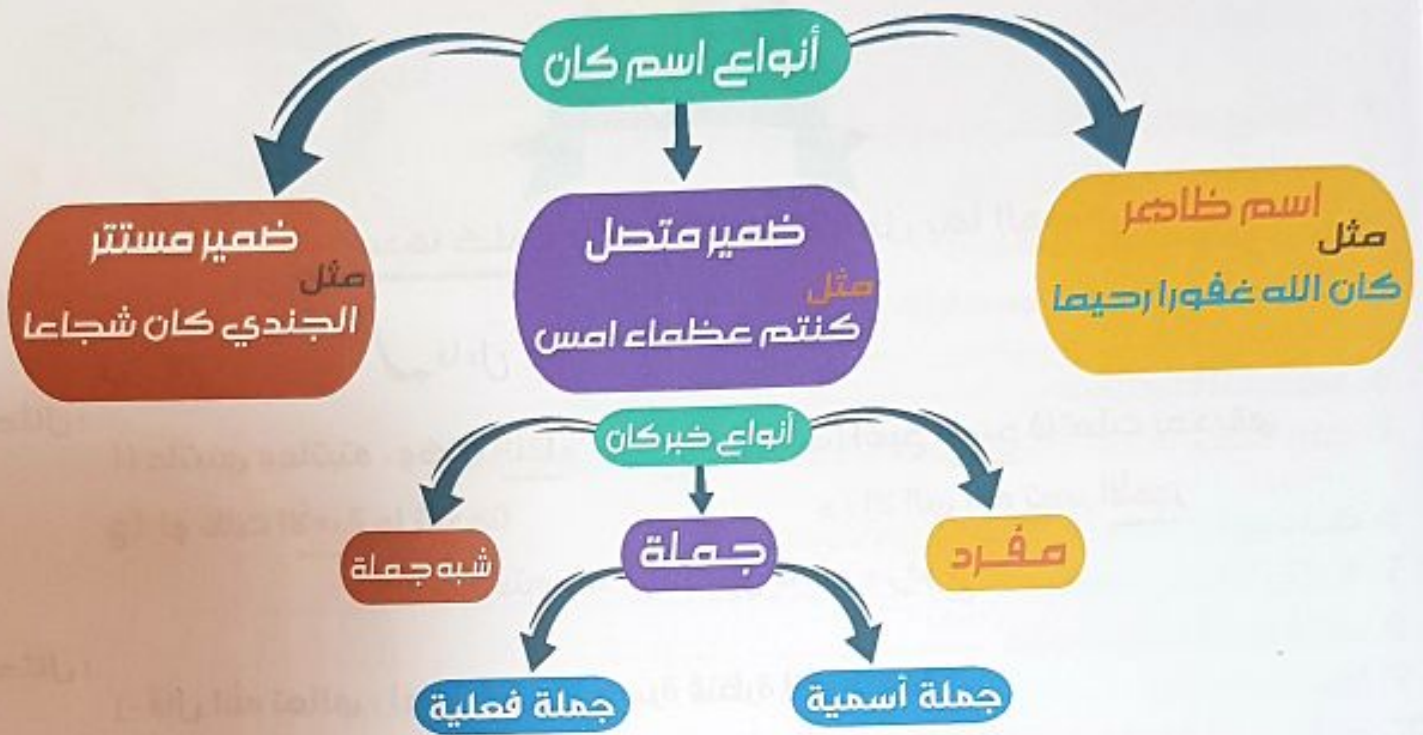 أنواع اسم كان
اسم ظاهر
مثل
كان الله غفورا رحيما
ضمير متصل
مثل
كنتم عظماء امس
ضمير مستتر
مثل
الجندي كان شجاعا
أنواع خبر كان
مفرد
جملة
شبه جملة
جملة أسمية
جملة فعلية